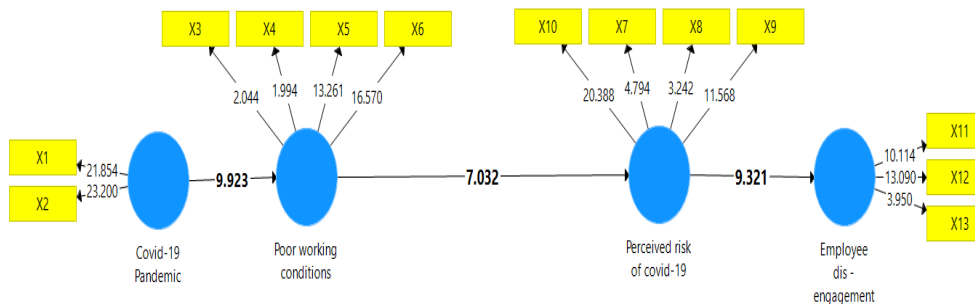 X3 X4 X5 X6 X10 X7 X8 X9
2.044 1.994 13.261 16.570 20.388 4.794 3.242 11.568
X1
X2
21.854
23.200
9.923
7.032
9.321
10.114
13.090
3.950
X11
X12
X13
Covid-19
Pandemic
Poor working
conditions
Perceived risk
of covid-19
Employee
dis -
engagement